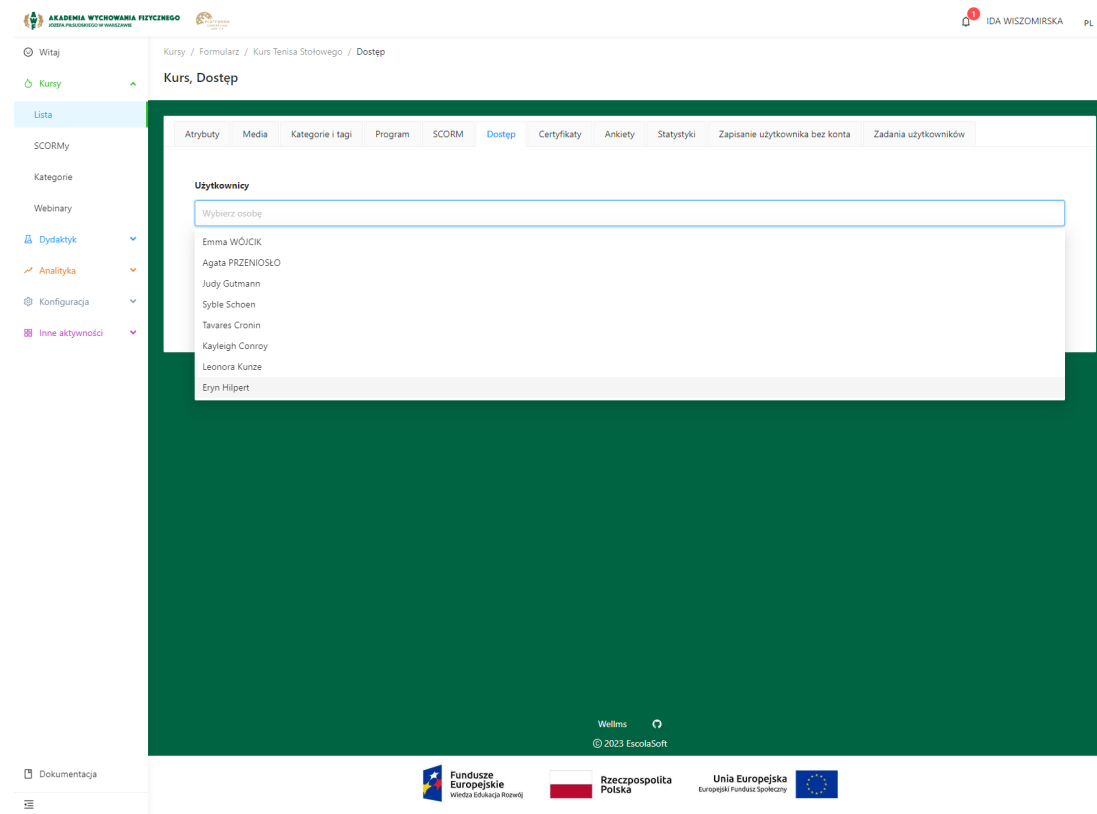 AKADEMIA WYCHOWANIA FIZYCZNEGO
JÓZEFA PIŁSUDSKIEGO W WARSZAWIE
1
IDA WISZOMIRSKA
PL
Witaj
Kursy
Lista
SCORMy
Kategorie
Webinary
Dydaktyk
Analityka
Konfiguracja
Inne aktywności
Dokumentacja
Kursy / Formularz / Kurs Tenisa Stołowego / Dostęp
Kurs, Dostęp
Atrybuty Media Kategorie i tagi Program SCORM Dostęp Certyfikaty Ankiety Statystyki Zapisanie użytkownika bez konta Zadania użytkowników
Użytkownicy
Wybierz osobę
Emma WÓJCIK
Agata PRZENIOSŁO
Judy Gutmann
Syble Schoen
Tavares Cronin
Kayleigh Conroy
Leonora Kunze
Eryn Hilpert
Wellms
© 2023 EscolaSoft
Fundusze
Europejskie
Wiedza Edukacja Rozwój
Rzeczpospolita
Polska
Unia Europejska
Europejski Fundusz Społeczny